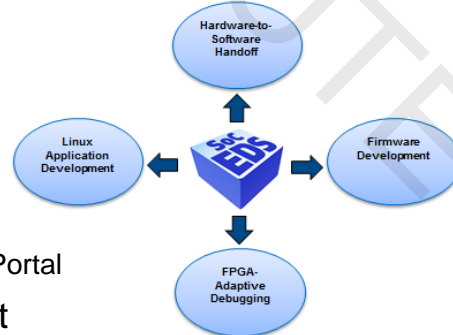 Hardware-to-
Software
Handoff
Linux
Application
Development
SoC
EDS
Firmware
Development
FPGA-
Adaptive
Debugging
Portal
t